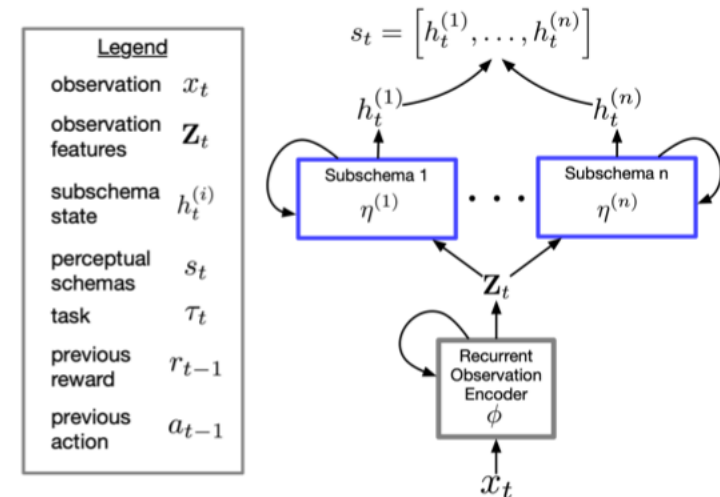 Legend
observation x_t
observation
features Z_t
subschema
state h_t^{(i)}
perceptual
schemas s_t
task τ_t
previous
reward r_{t−1}
previous
action a_{t−1}
s_t = [h_t^{(1)}, . . . , h_t^{(n)}]
h_t^{(1)} h_t^{(n)}
Subschema 1
η^{(1)}
. . .
Subschema n
η^{(n)}
Z_t
Recurrent
Observation
Encoder
ϕ
x_t